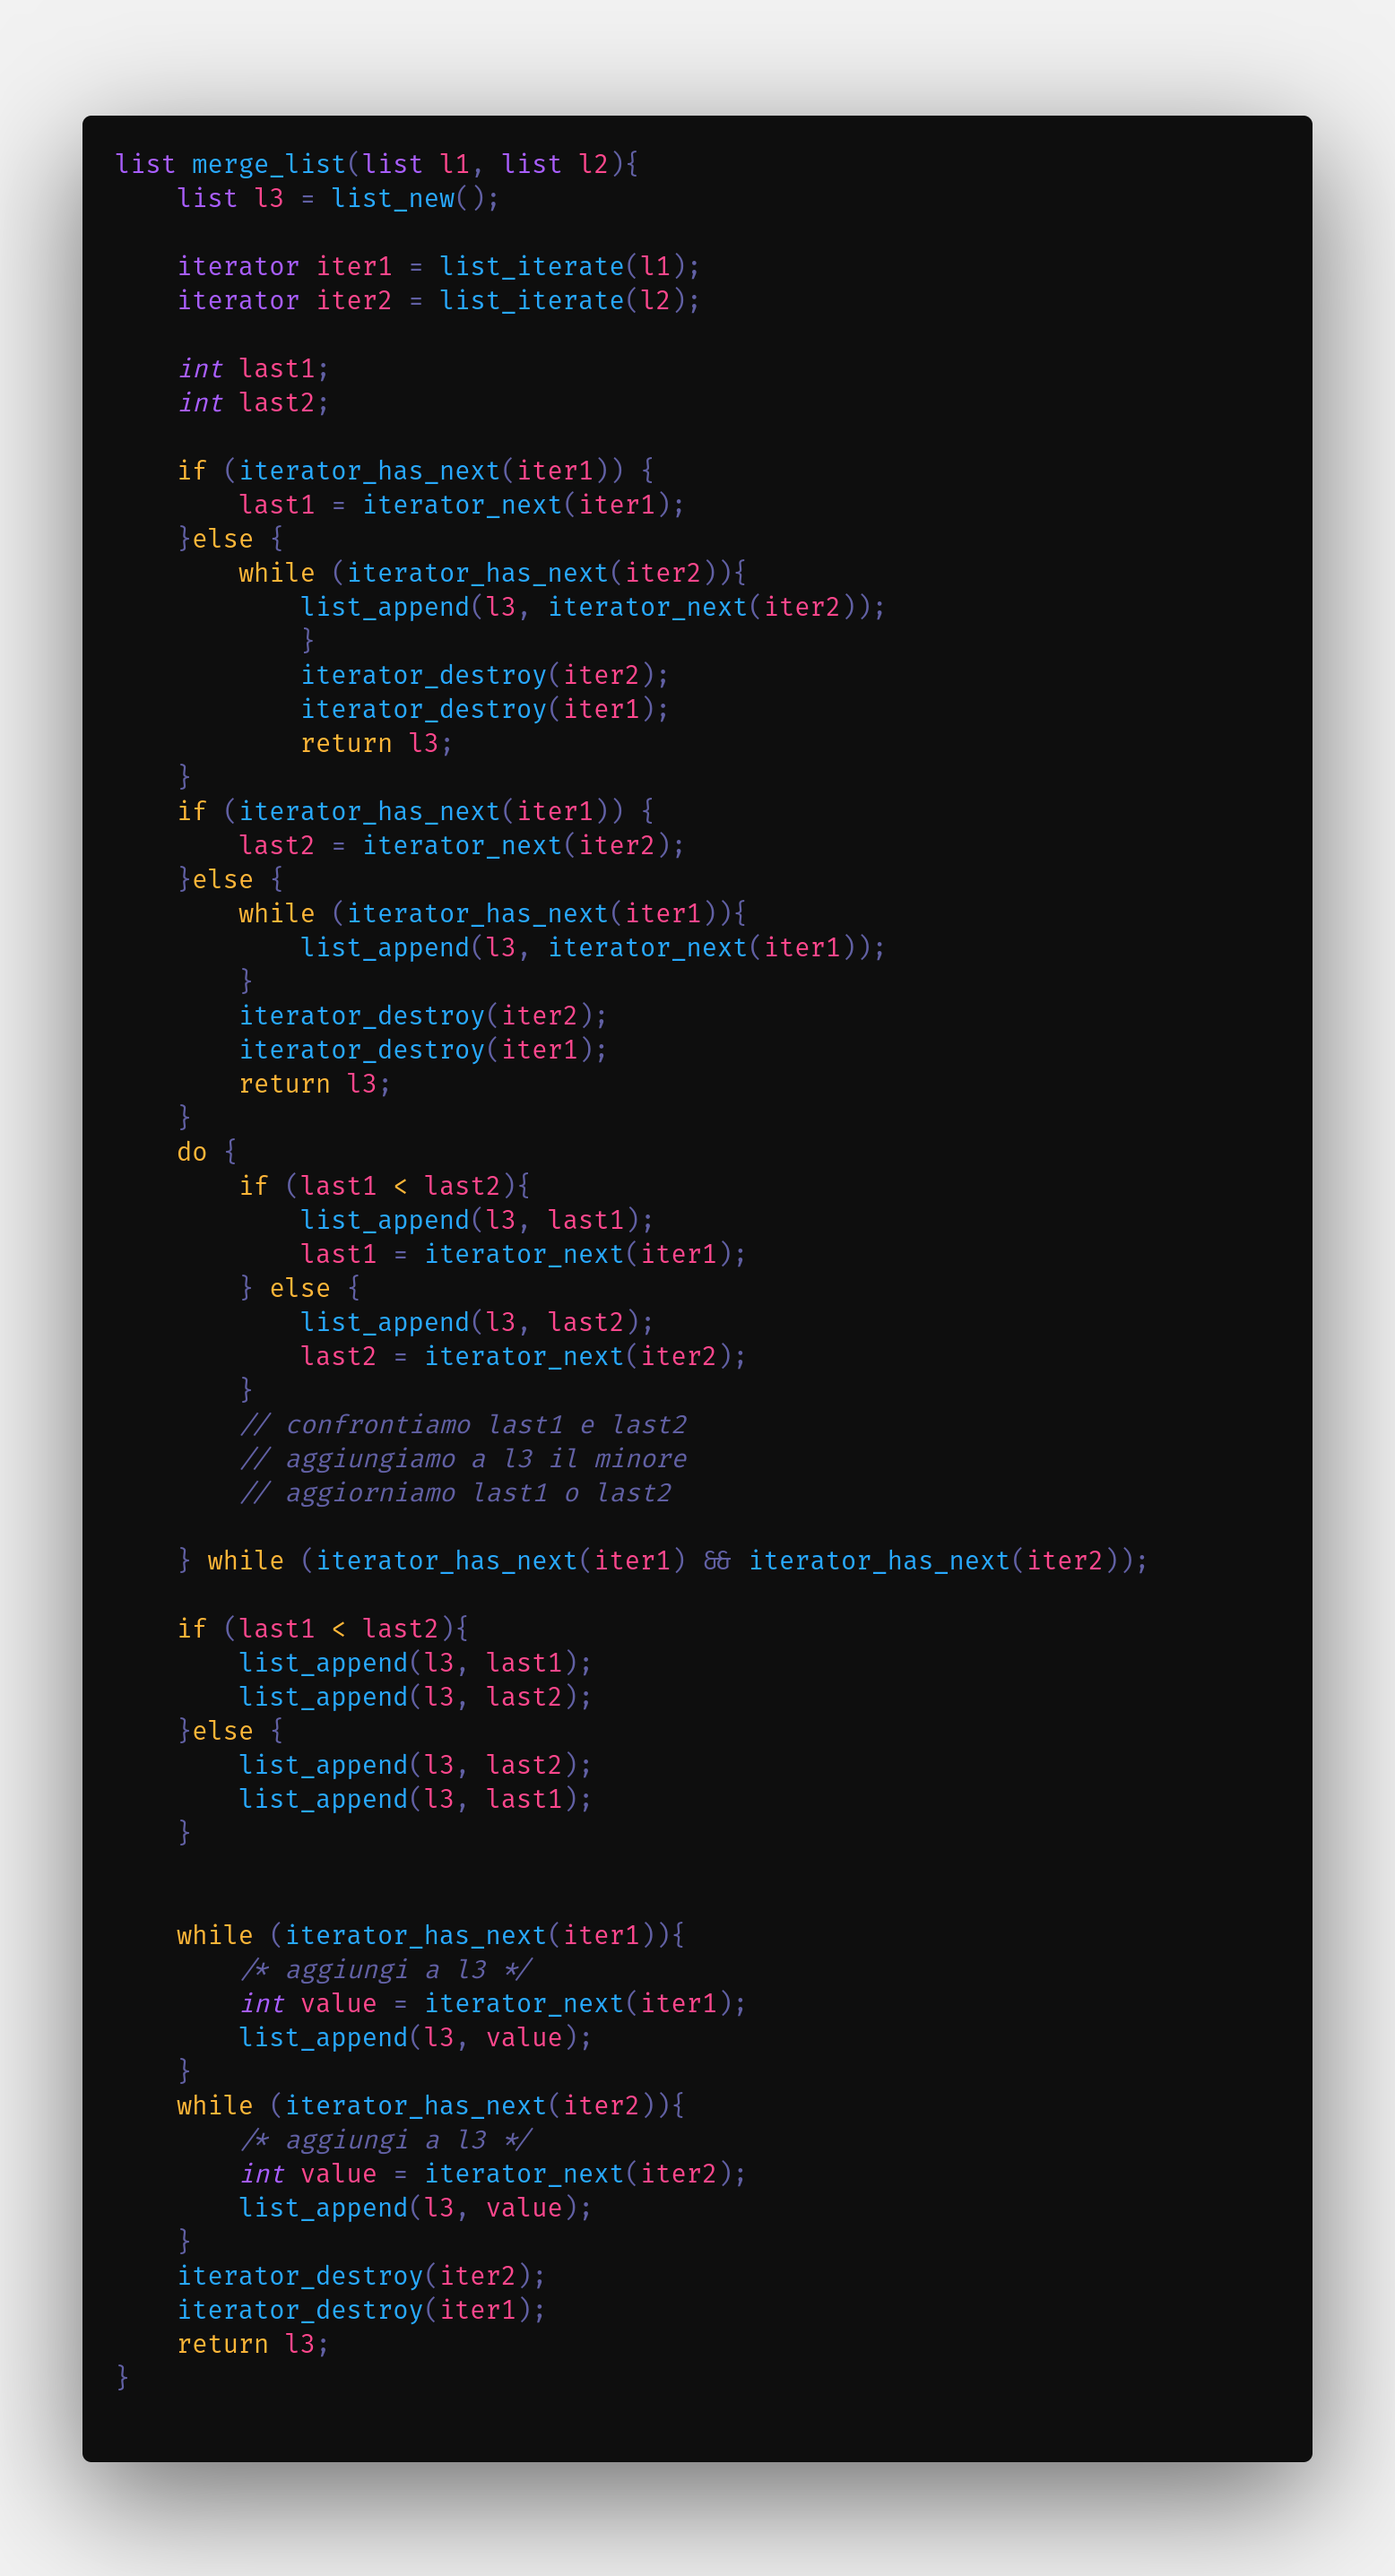 list merge_list(list l1, list l2){
    list l3 = list_new();

    iterator iter1 = list_iterate(l1);
    iterator iter2 = list_iterate(l2);

    int last1;
    int last2;

    if (iterator_has_next(iter1)) {
        last1 = iterator_next(iter1);
    }else {
        while (iterator_has_next(iter2)){
            list_append(l3, iterator_next(iter2));
            }
            iterator_destroy(iter2);
            iterator_destroy(iter1);
            return l3;
    }
    if (iterator_has_next(iter1)) {
        last2 = iterator_next(iter2);
    }else {
        while (iterator_has_next(iter1)){
            list_append(l3, iterator_next(iter1));
        }
        iterator_destroy(iter2);
        iterator_destroy(iter1);
        return l3;
    }
    do {
        if (last1 < last2){
            list_append(l3, last1);
            last1 = iterator_next(iter1);
        } else {
            list_append(l3, last2);
            last2 = iterator_next(iter2);
        }
        // confrontiamo last1 e last2
        // aggiungiamo a l3 il minore
        // aggiorniamo last1 o last2

    } while (iterator_has_next(iter1) && iterator_has_next(iter2));

    if (last1 < last2){
        list_append(l3, last1);
        list_append(l3, last2);
    }else {
        list_append(l3, last2);
        list_append(l3, last1);
    }


    while (iterator_has_next(iter1)){
        /* aggiungi a l3 */
        int value = iterator_next(iter1);
        list_append(l3, value);
    }
    while (iterator_has_next(iter2)){
        /* aggiungi a l3 */
        int value = iterator_next(iter2);
        list_append(l3, value);
    }
    iterator_destroy(iter2);
    iterator_destroy(iter1);
    return l3;
}